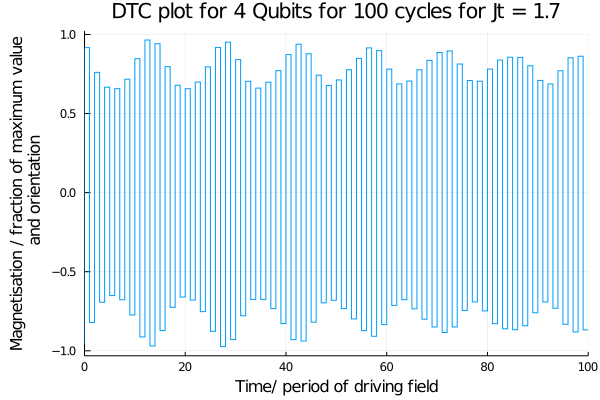 DTC plot for 4 Qubits for 100 cycles for Jt = 1.7
Magnetisation / fraction of maximum value
and orientation
1.0
0.5
0.0
−0.5
−1.0
0
20
40
60
80
100
Time/ period of driving field